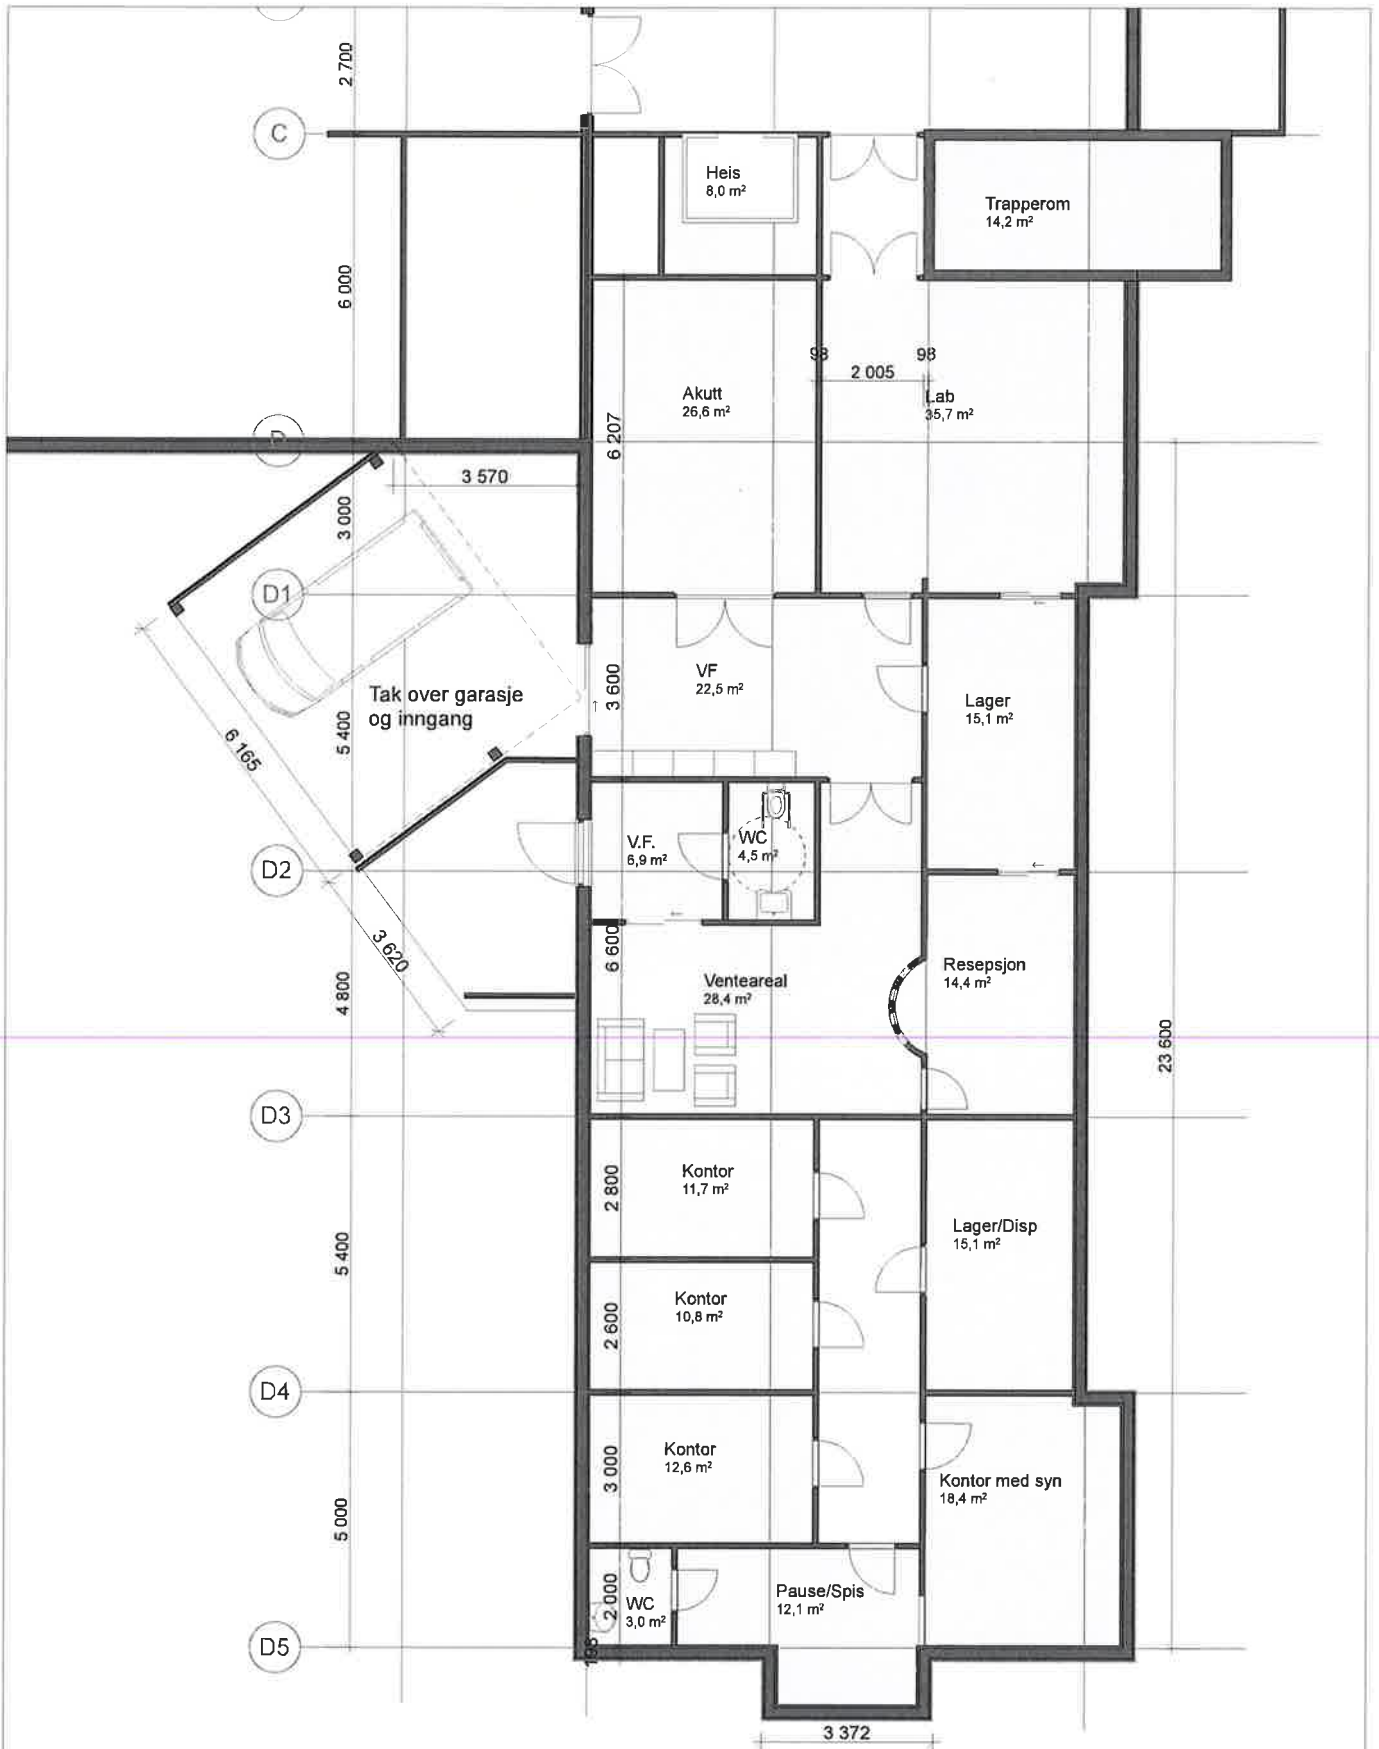 2 700
C
Heis
8,0 m²
Trapperom
14,2 m²
6 000
98
98
2 005
Akutt
26,6 m²
Lab
35,7 m²
6 207
D
3 570
3 000
D1
VF
22,5 m²
3 600
Tak over garasje
og inngang
Lager
15,1 m²
5 400
6 165
V.F.
6,9 m²
WC
4,5 m²
D2
3 620
6 600
Resepsjon
14,4 m²
Venteareal
28,4 m²
4 800
23 600
D3
Kontor
11,7 m²
2 800
Lager/Disp
15,1 m²
5 400
Kontor
10,8 m²
2 600
D4
Kontor
12,6 m²
3 000
Kontor med syn
18,4 m²
5 000
Pause/Spis
12,1 m²
2 000
WC
3,0 m²
D5
198
3 372